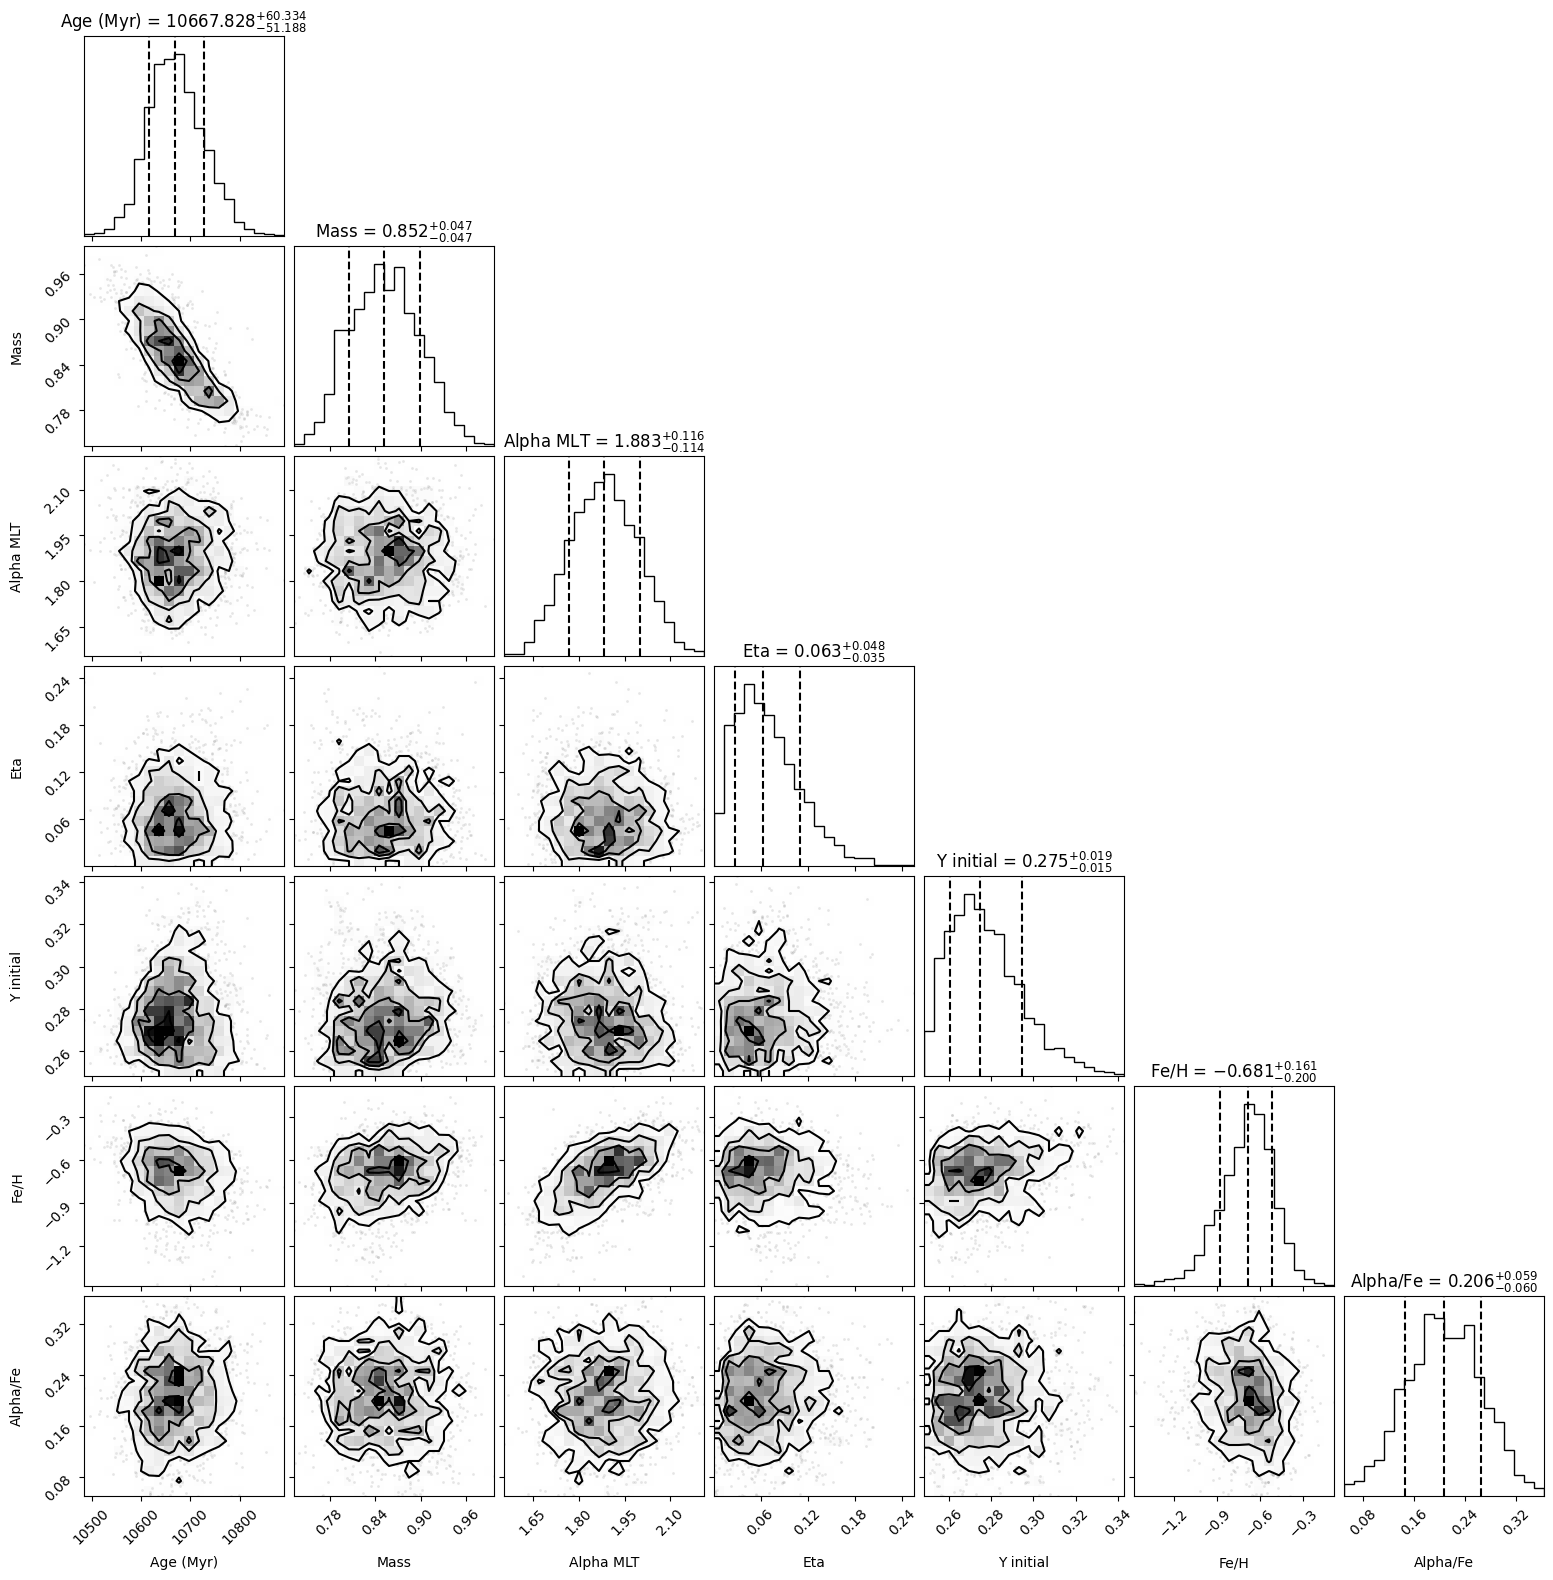 Age (Myr) = 10667.828+60.334−51.188
Mass = 0.852+0.047−0.047
0.96
0.90
0.84
0.78
Mass
Alpha MLT = 1.883+0.116−0.114
2.10
1.95
1.80
1.65
Alpha MLT
Eta = 0.063+0.048−0.035
0.24
0.18
0.12
0.06
Eta
Y initial = 0.275+0.019−0.015
0.34
0.32
0.30
0.28
0.26
Y initial
Fe/H = −0.681+0.161−0.200
−0.3
−0.6
−0.9
−1.2
Fe/H
Alpha/Fe = 0.206+0.059−0.060
0.32
0.24
0.16
0.08
Alpha/Fe
10500 10600 10700 10800 0.78 0.84 0.90 0.96 1.65 1.80 1.95 2.10 0.06 0.12 0.18 0.24 0.26 0.28 0.30 0.32 0.34 −1.2 −0.9 −0.6 −0.3 0.08 0.16 0.24 0.32
Age (Myr) Mass Alpha MLT Eta Y initial Fe/H Alpha/Fe